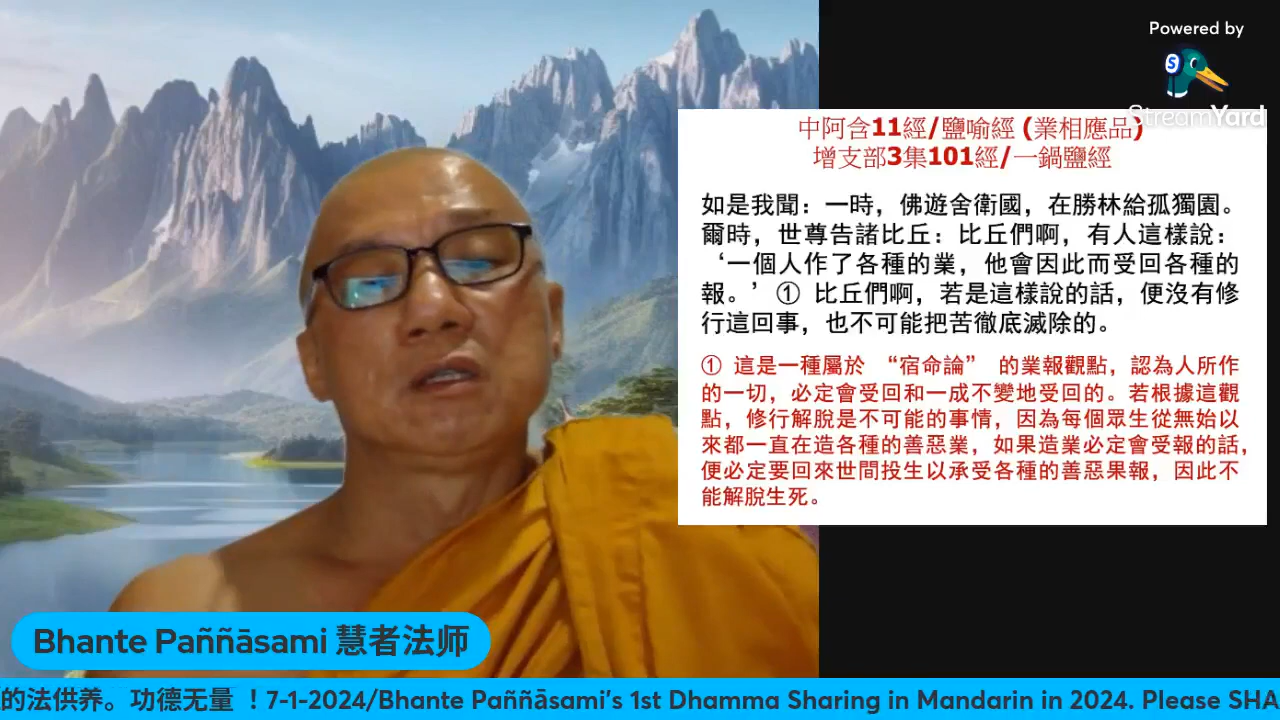 Powered by
S
StreamYard
中阿含11經/鹽喻經 (業相應品)
增支部3集101經/一鍋鹽經
如是我聞：一時，佛遊舍衛國，在勝林給孤獨園。
爾時，世尊告諸比丘：比丘們啊，有人這樣說：
‘一個人作了各種的業，他會因此而受回各種的
報。’ ① 比丘們啊，若是這樣說的話，便沒有修
行這回事，也不可能把苦徹底滅除的。
① 這是一種屬於 “宿命論” 的業報觀點，認為人所作
的一切，必定會受回和一成不變地受回的。若根據這觀
點，修行解脫是不可能的事情，因為每個眾生從無始以
來都一直在造各種的善惡業，如果造業必定會受報的話，
便必定要回來世間投生以承受各種的善惡果報，因此不
能解脫生死。
Bhante Paññāsami 慧者法师
的法供养。功德无量 ！7-1-2024/Bhante Paññāsami's 1st Dhamma Sharing in Mandarin in 2024. Please SHA